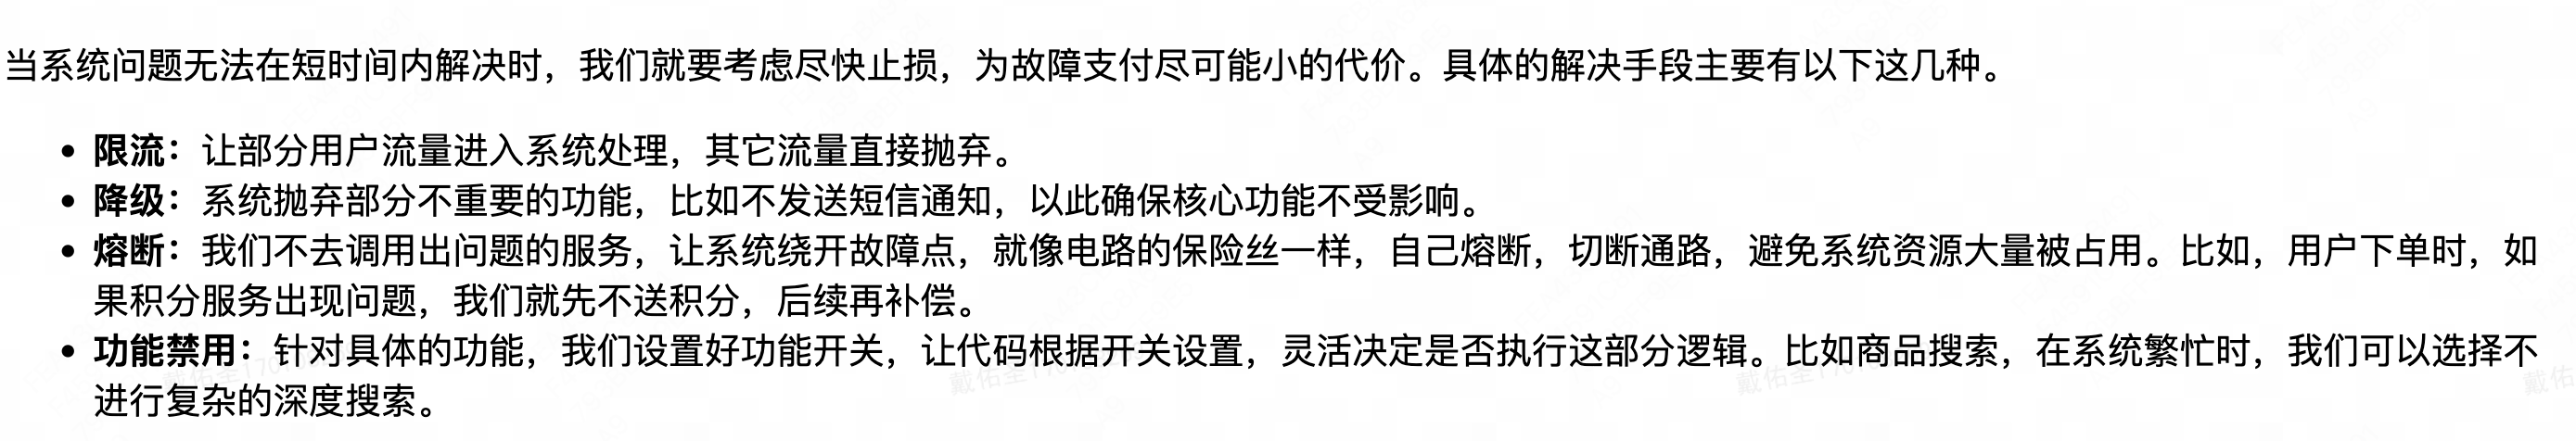 当系统问题无法在短时间内解决时，我们就要考虑尽快止损，为故障支付尽可能小的代价。具体的解决手段主要有以下这几种。
• 限流：让部分用户流量进入系统处理，其它流量直接抛弃。
• 降级：系统抛弃部分不重要的功能，比如不发送短信通知，以此确保核心功能不受影响。
• 熔断：我们不去调用出问题的服务，让系统绕开故障点，就像电路的保险丝一样，自己熔断，切断通路，避免系统资源大量被占用。比如，用户下单时，如
果积分服务出现问题，我们就先不送积分，后续再补偿。
• 功能禁用：针对具体的功能，我们设置好功能开关，让代码根据开关设置，灵活决定是否执行这部分逻辑。比如商品搜索，在系统繁忙时，我们可以选择不
进行复杂的深度搜索。